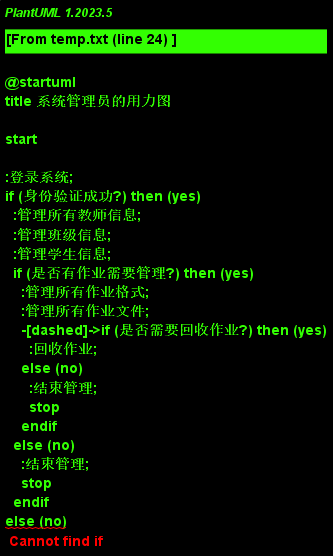 PlantUML 1.2023.5
[From temp.txt (line 24) ]
@startuml
title 系统管理员的用力图
start
:登录系统;
if (身份验证成功?) then (yes)
:管理所有教师信息;
:管理班级信息;
:管理学生信息;
if (是否有作业需要管理?) then (yes)
:管理所有作业格式;
:管理所有作业文件;
-[dashed]->if (是否需要回收作业?) then (yes)
:回收作业;
else (no)
:结束管理;
stop
endif
else (no)
:结束管理;
stop
endif
else (no)
Cannot find if